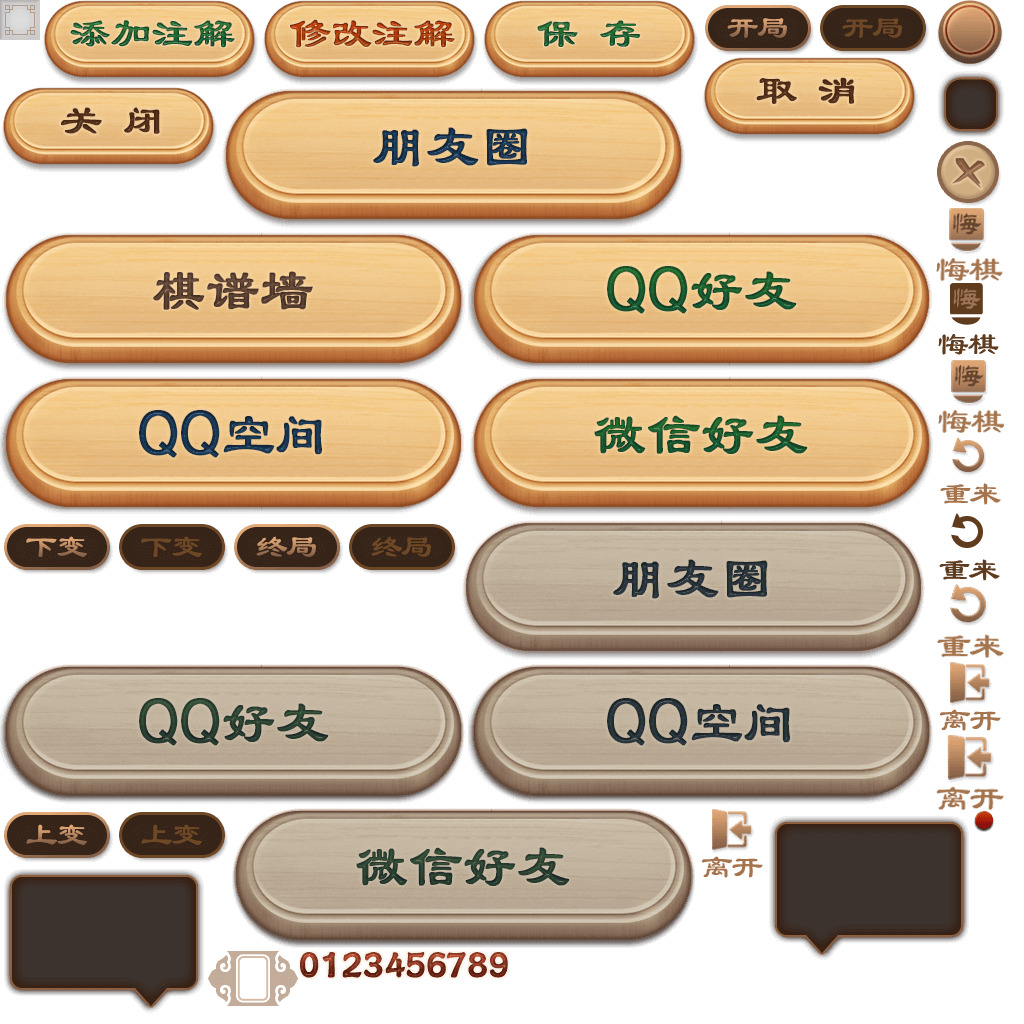 添加注解
修改注解
保存
开局
开局
关闭
朋友圈
取消
悔
悔棋
棋谱墙
QQ好友
悔
悔棋
QQ空间
微信好友
悔
悔棋
重来
下变
下变
终局
终局
朋友圈
重来
重来
QQ好友
QQ空间
离开
离开
上变
上变
微信好友
离开
0123456789